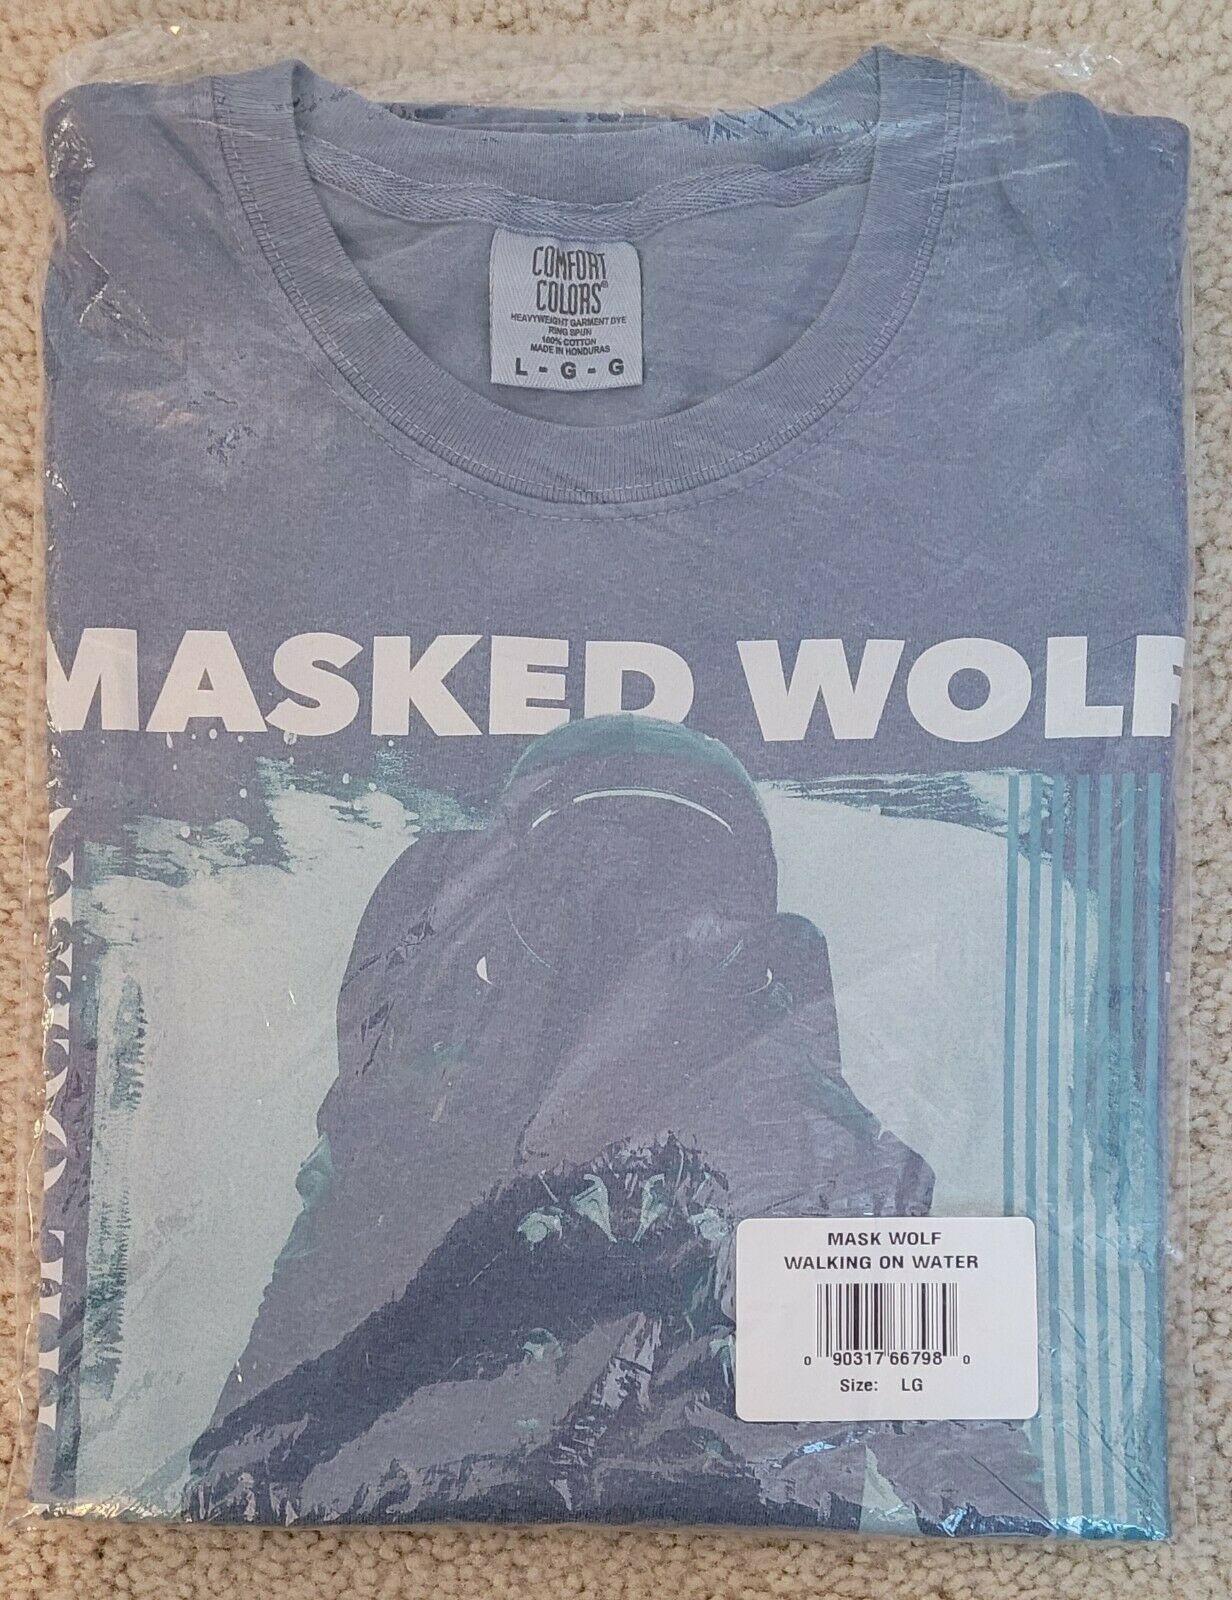 COMFORT
COLORS®
HEAVYWEIGHT GARMENT DYE
RING SPUN
100% COTTON
MADE IN HONDURAS
L - G - G
MASKED WOLF
MASK WOLF
WALKING ON WATER
0 90317 66798 0
Size: LG